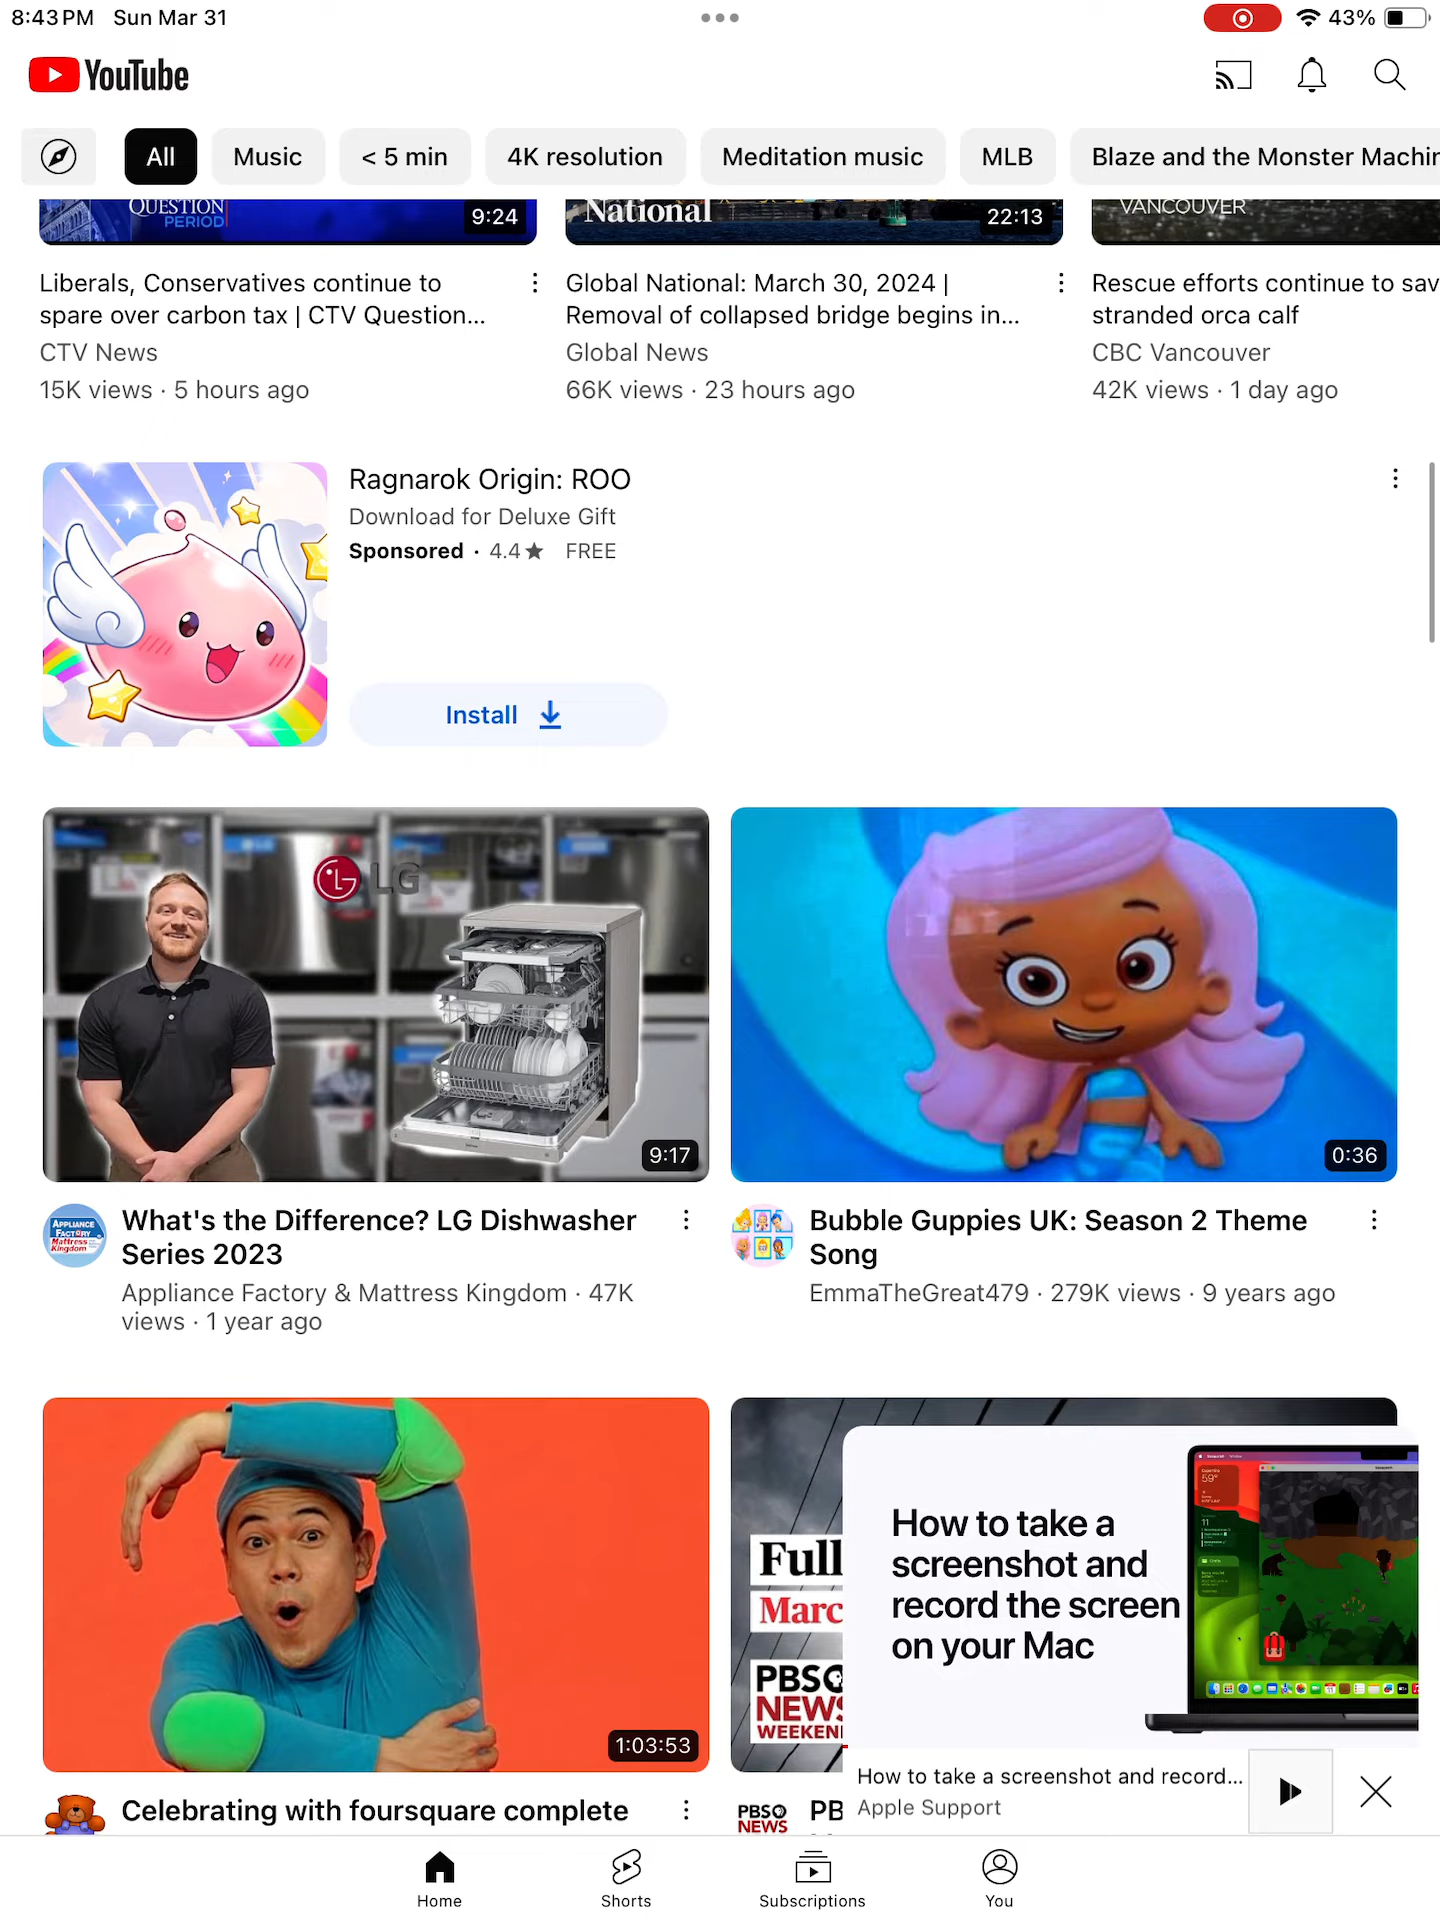 8:43 PM Sun Mar 31
43%
YouTube
All
Music
< 5 min
4K resolution
Meditation music
MLB
Blaze and the Monster Machin
QUESTION
PERIOD
9:24
National
22:13
VANCOUVER
Liberals, Conservatives continue to
spare over carbon tax | CTV Question...
CTV News
15K views · 5 hours ago
Global National: March 30, 2024 |
Removal of collapsed bridge begins in...
Global News
66K views · 23 hours ago
Rescue efforts continue to sav
stranded orca calf
CBC Vancouver
42K views · 1 day ago
Ragnarok Origin: ROO
Download for Deluxe Gift
Sponsored · 4.4★ FREE
Install
LG
9:17
0:36
APPLIANCE
FACTORY
Mattress
Kingdom
What's the Difference? LG Dishwasher
Series 2023
Appliance Factory & Mattress Kingdom · 47K
views · 1 year ago
Bubble Guppies UK: Season 2 Theme
Song
EmmaTheGreat479 · 279K views · 9 years ago
1:03:53
Full
Marc
PBS
NEWS
WEEKEN
How to take a
screenshot and
record the screen
on your Mac
59°
11
Celebrating with foursquare complete
PBS
NEWS
PB
How to take a screenshot and record...
Apple Support
Home
Shorts
Subscriptions
You